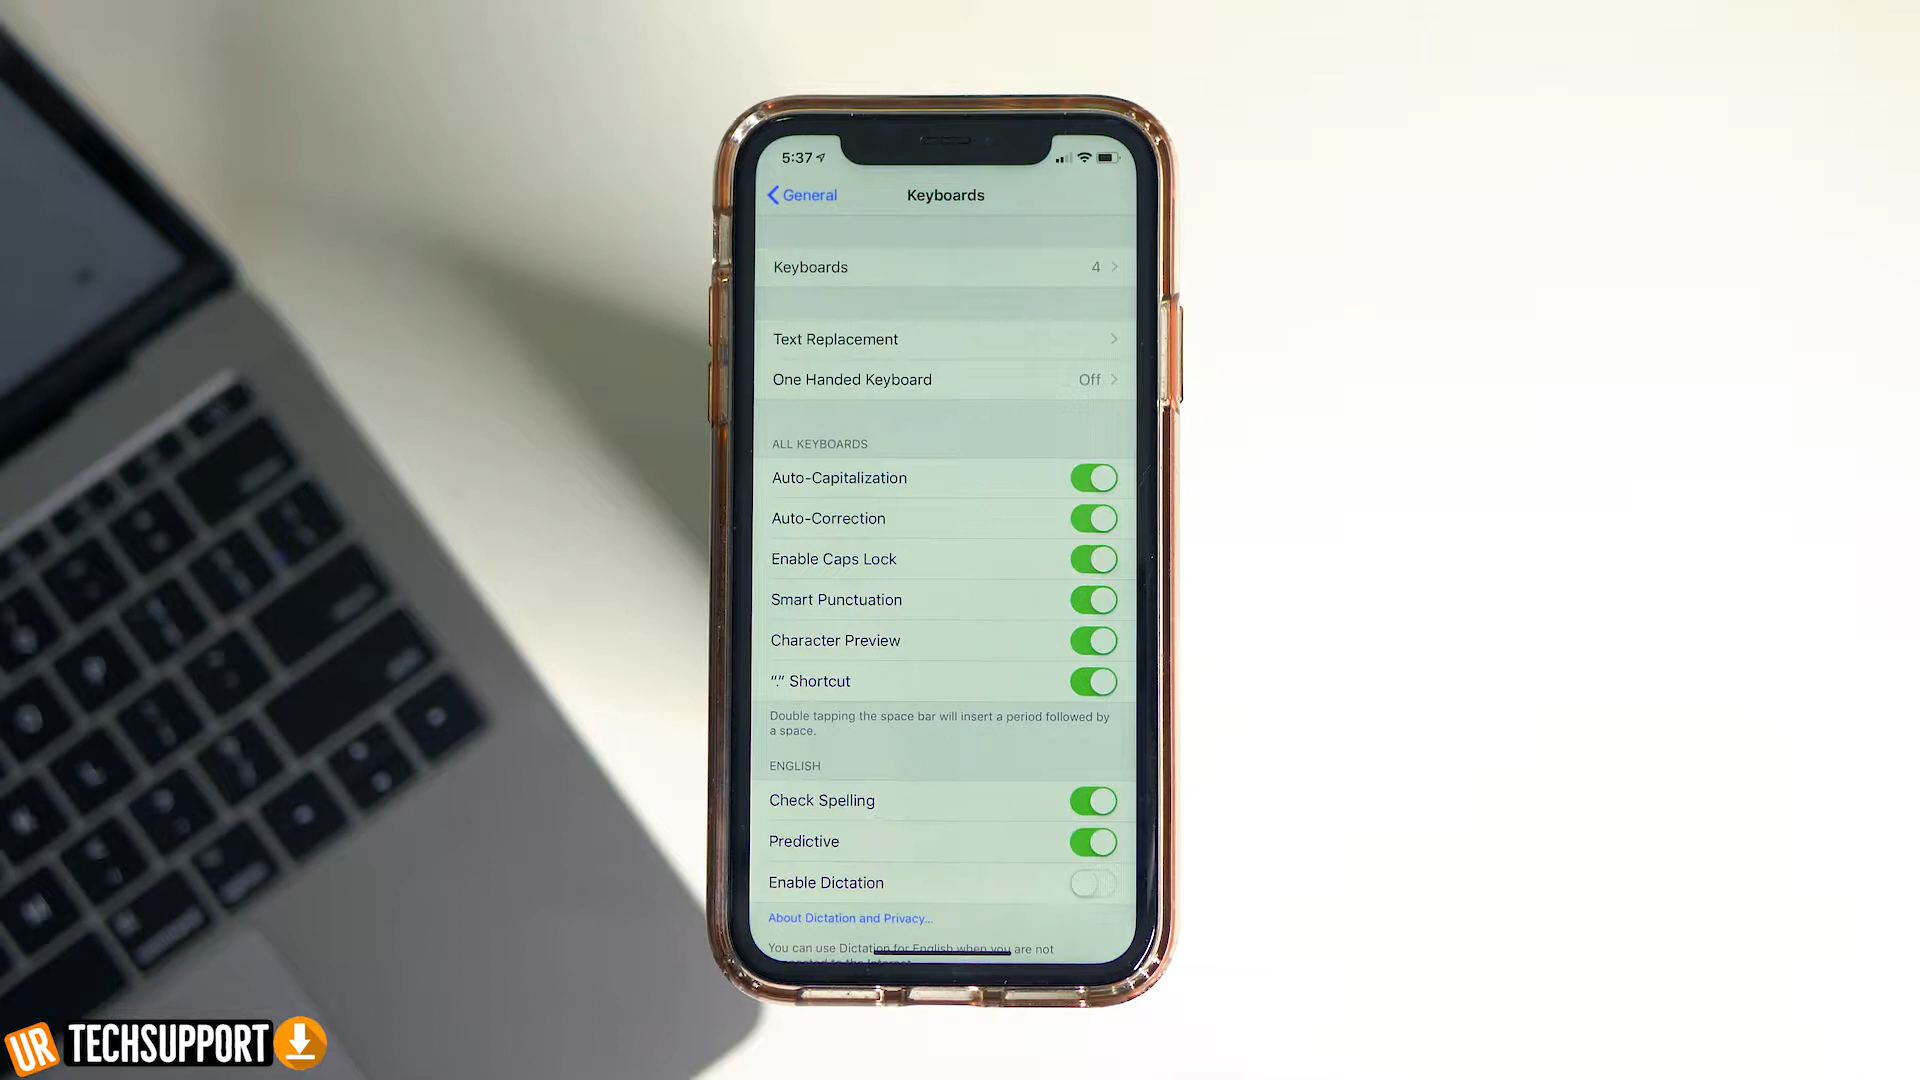 5:37
General
Keyboards
Keyboards 4
Text Replacement
One Handed Keyboard Off
ALL KEYBOARDS
Auto-Capitalization
Auto-Correction
Enable Caps Lock
Smart Punctuation
Character Preview
“.” Shortcut
Double tapping the space bar will insert a period followed by
a space.
ENGLISH
Check Spelling
Predictive
Enable Dictation
About Dictation and Privacy...
You can use Dictation for English when you are not
UR TECHSUPPORT